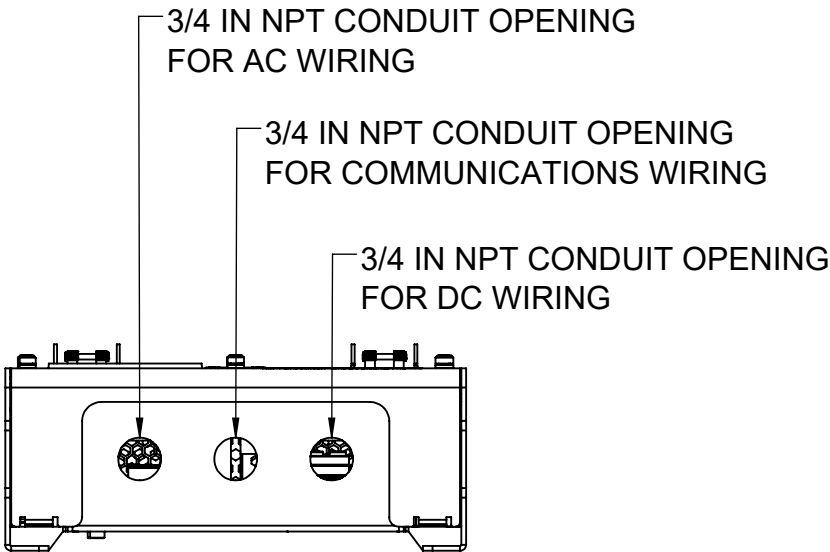 3/4 IN NPT CONDUIT OPENING
FOR AC WIRING
3/4 IN NPT CONDUIT OPENING
FOR COMMUNICATIONS WIRING
3/4 IN NPT CONDUIT OPENING
FOR DC WIRING